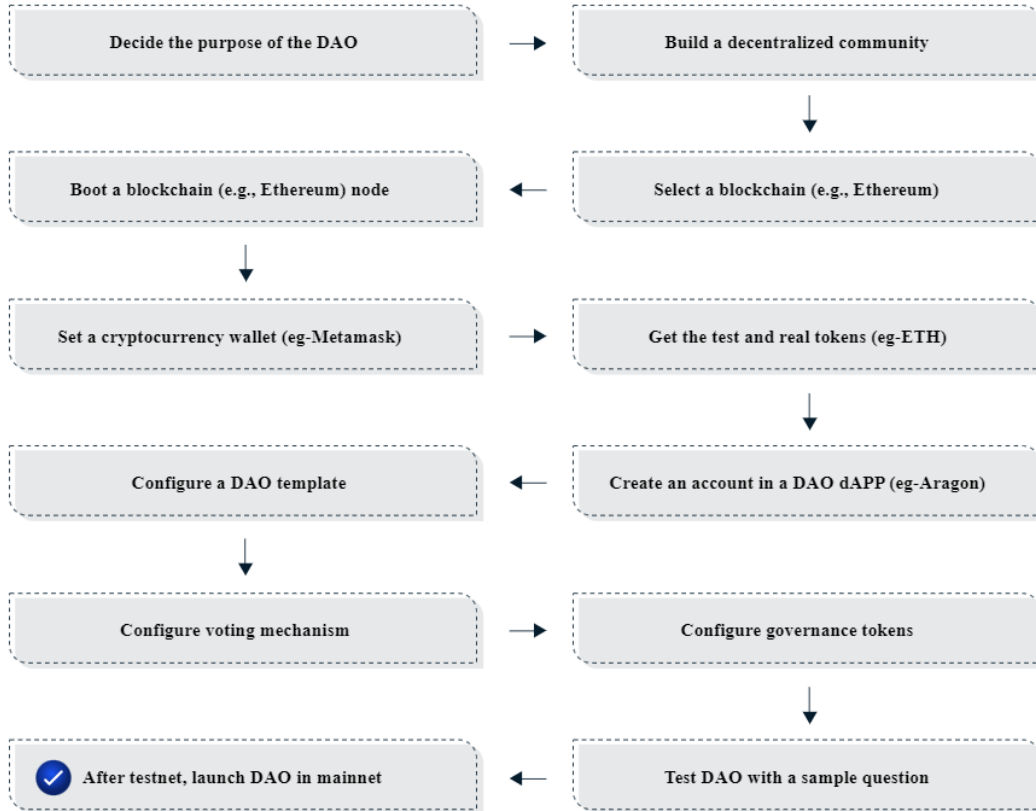 Decide the purpose of the DAO
Build a decentralized community
Select a blockchain (e.g., Ethereum)
Boot a blockchain (e.g., Ethereum) node
Set a cryptocurrency wallet (eg-Metamask)
Get the test and real tokens (eg-ETH)
Create an account in a DAO dAPP (eg-Aragon)
Configure a DAO template
Configure voting mechanism
Configure governance tokens
Test DAO with a sample question
After testnet, launch DAO in mainnet